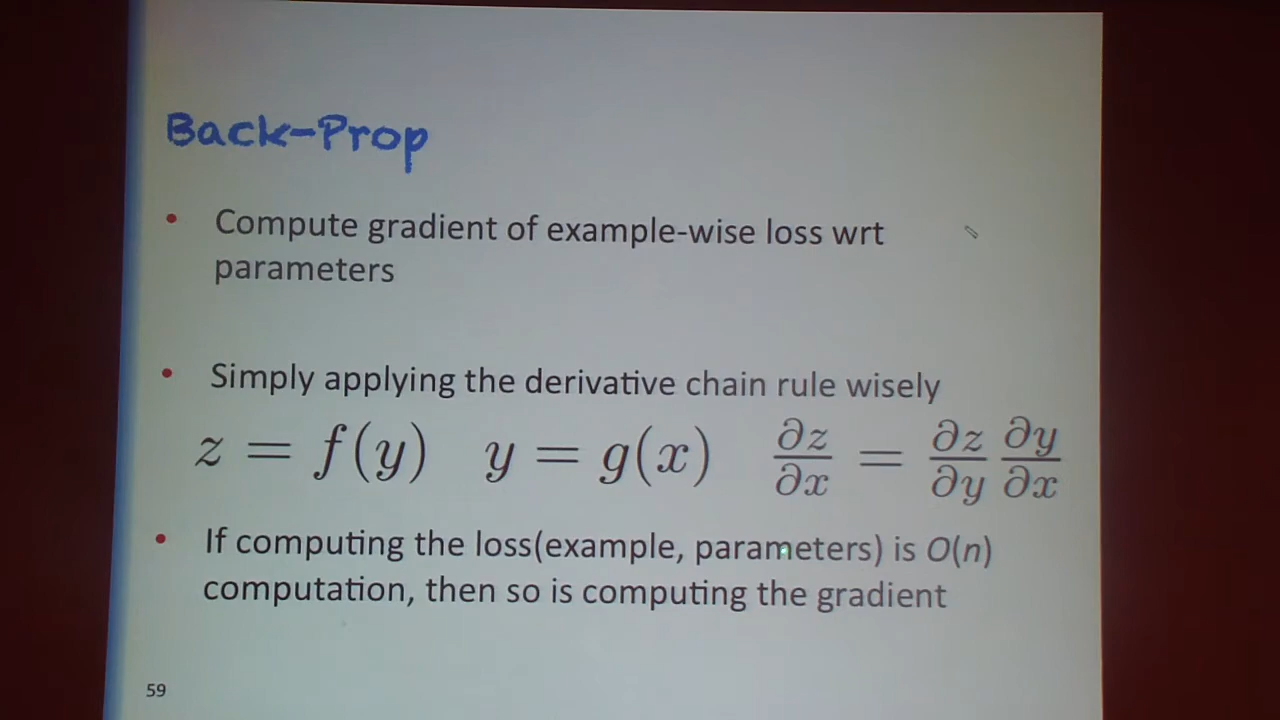 Back-Prop
• Compute gradient of example-wise loss wrt
parameters
• Simply applying the derivative chain rule wisely
z = f(y) y = g(x) ∂z/∂x = ∂z/∂y ∂y/∂x
• If computing the loss(example, parameters) is O(n)
computation, then so is computing the gradient
59